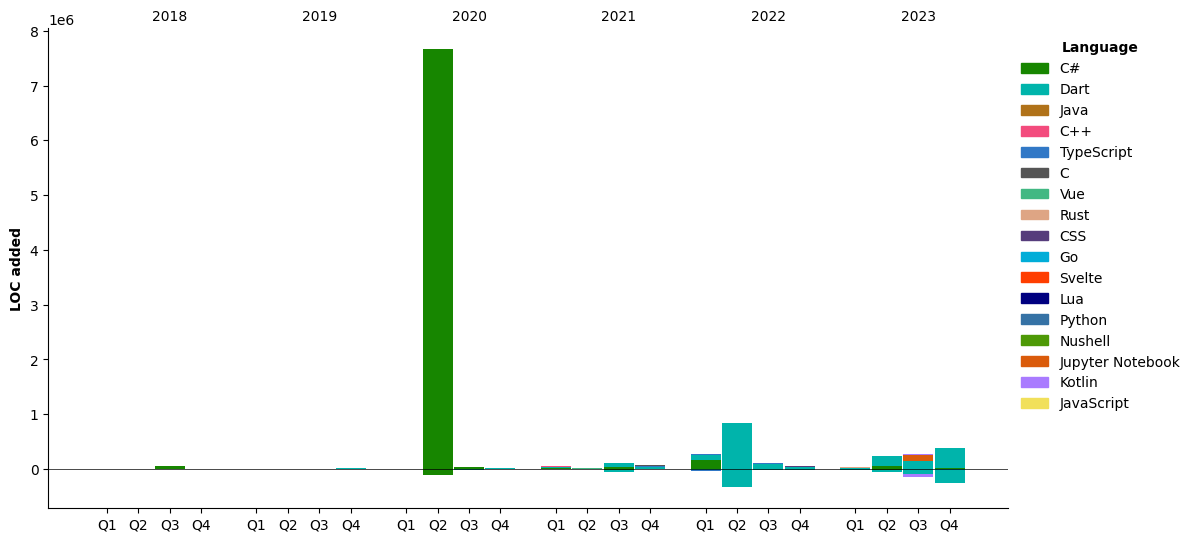 1e6
2018 2019 2020 2021 2022 2023
LOC added
8
7
6
5
4
3
2
1
0
Q1 Q2 Q3 Q4 Q1 Q2 Q3 Q4 Q1 Q2 Q3 Q4 Q1 Q2 Q3 Q4 Q1 Q2 Q3 Q4 Q1 Q2 Q3 Q4
Language
C#
Dart
Java
C++
TypeScript
C
Vue
Rust
CSS
Go
Svelte
Lua
Python
Nushell
Jupyter Notebook
Kotlin
JavaScript